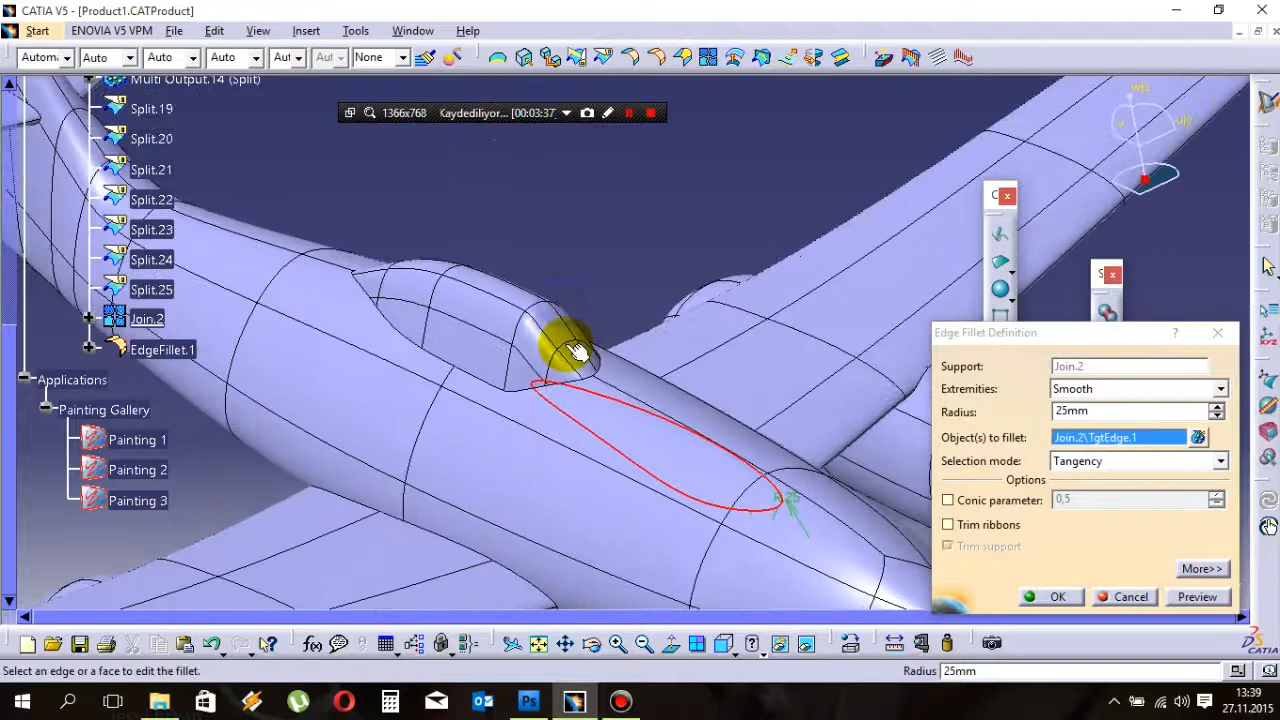 CATIA V5 - [Product1.CATProduct]
Start ENOVIA V5 VPM File Edit View Insert Tools Window Help
Automa Auto Auto Auto Aut Aut None
Multi Output.14 (Split)
Split.19
1366x768 Kaydediliyor... [00:03:37]
Split.20
Split.21
Split.22
Split.23
Split.24
Split.25
Join.2
EdgeFillet.1
Applications
Painting Gallery
Painting 1
Painting 2
Painting 3
R 25
C
S
Edge Fillet Definition
Support: Join.2
Extremities: Smooth
Radius: 25mm
Object(s) to fillet: Join.2\TgtEdge.1
Selection mode: Tangency
Options
Conic parameter: 0,5
Trim ribbons
Trim support
More>>
OK Cancel Preview
Select an edge or a face to edit the fillet. Radius 25mm
13:39
27.11.2015